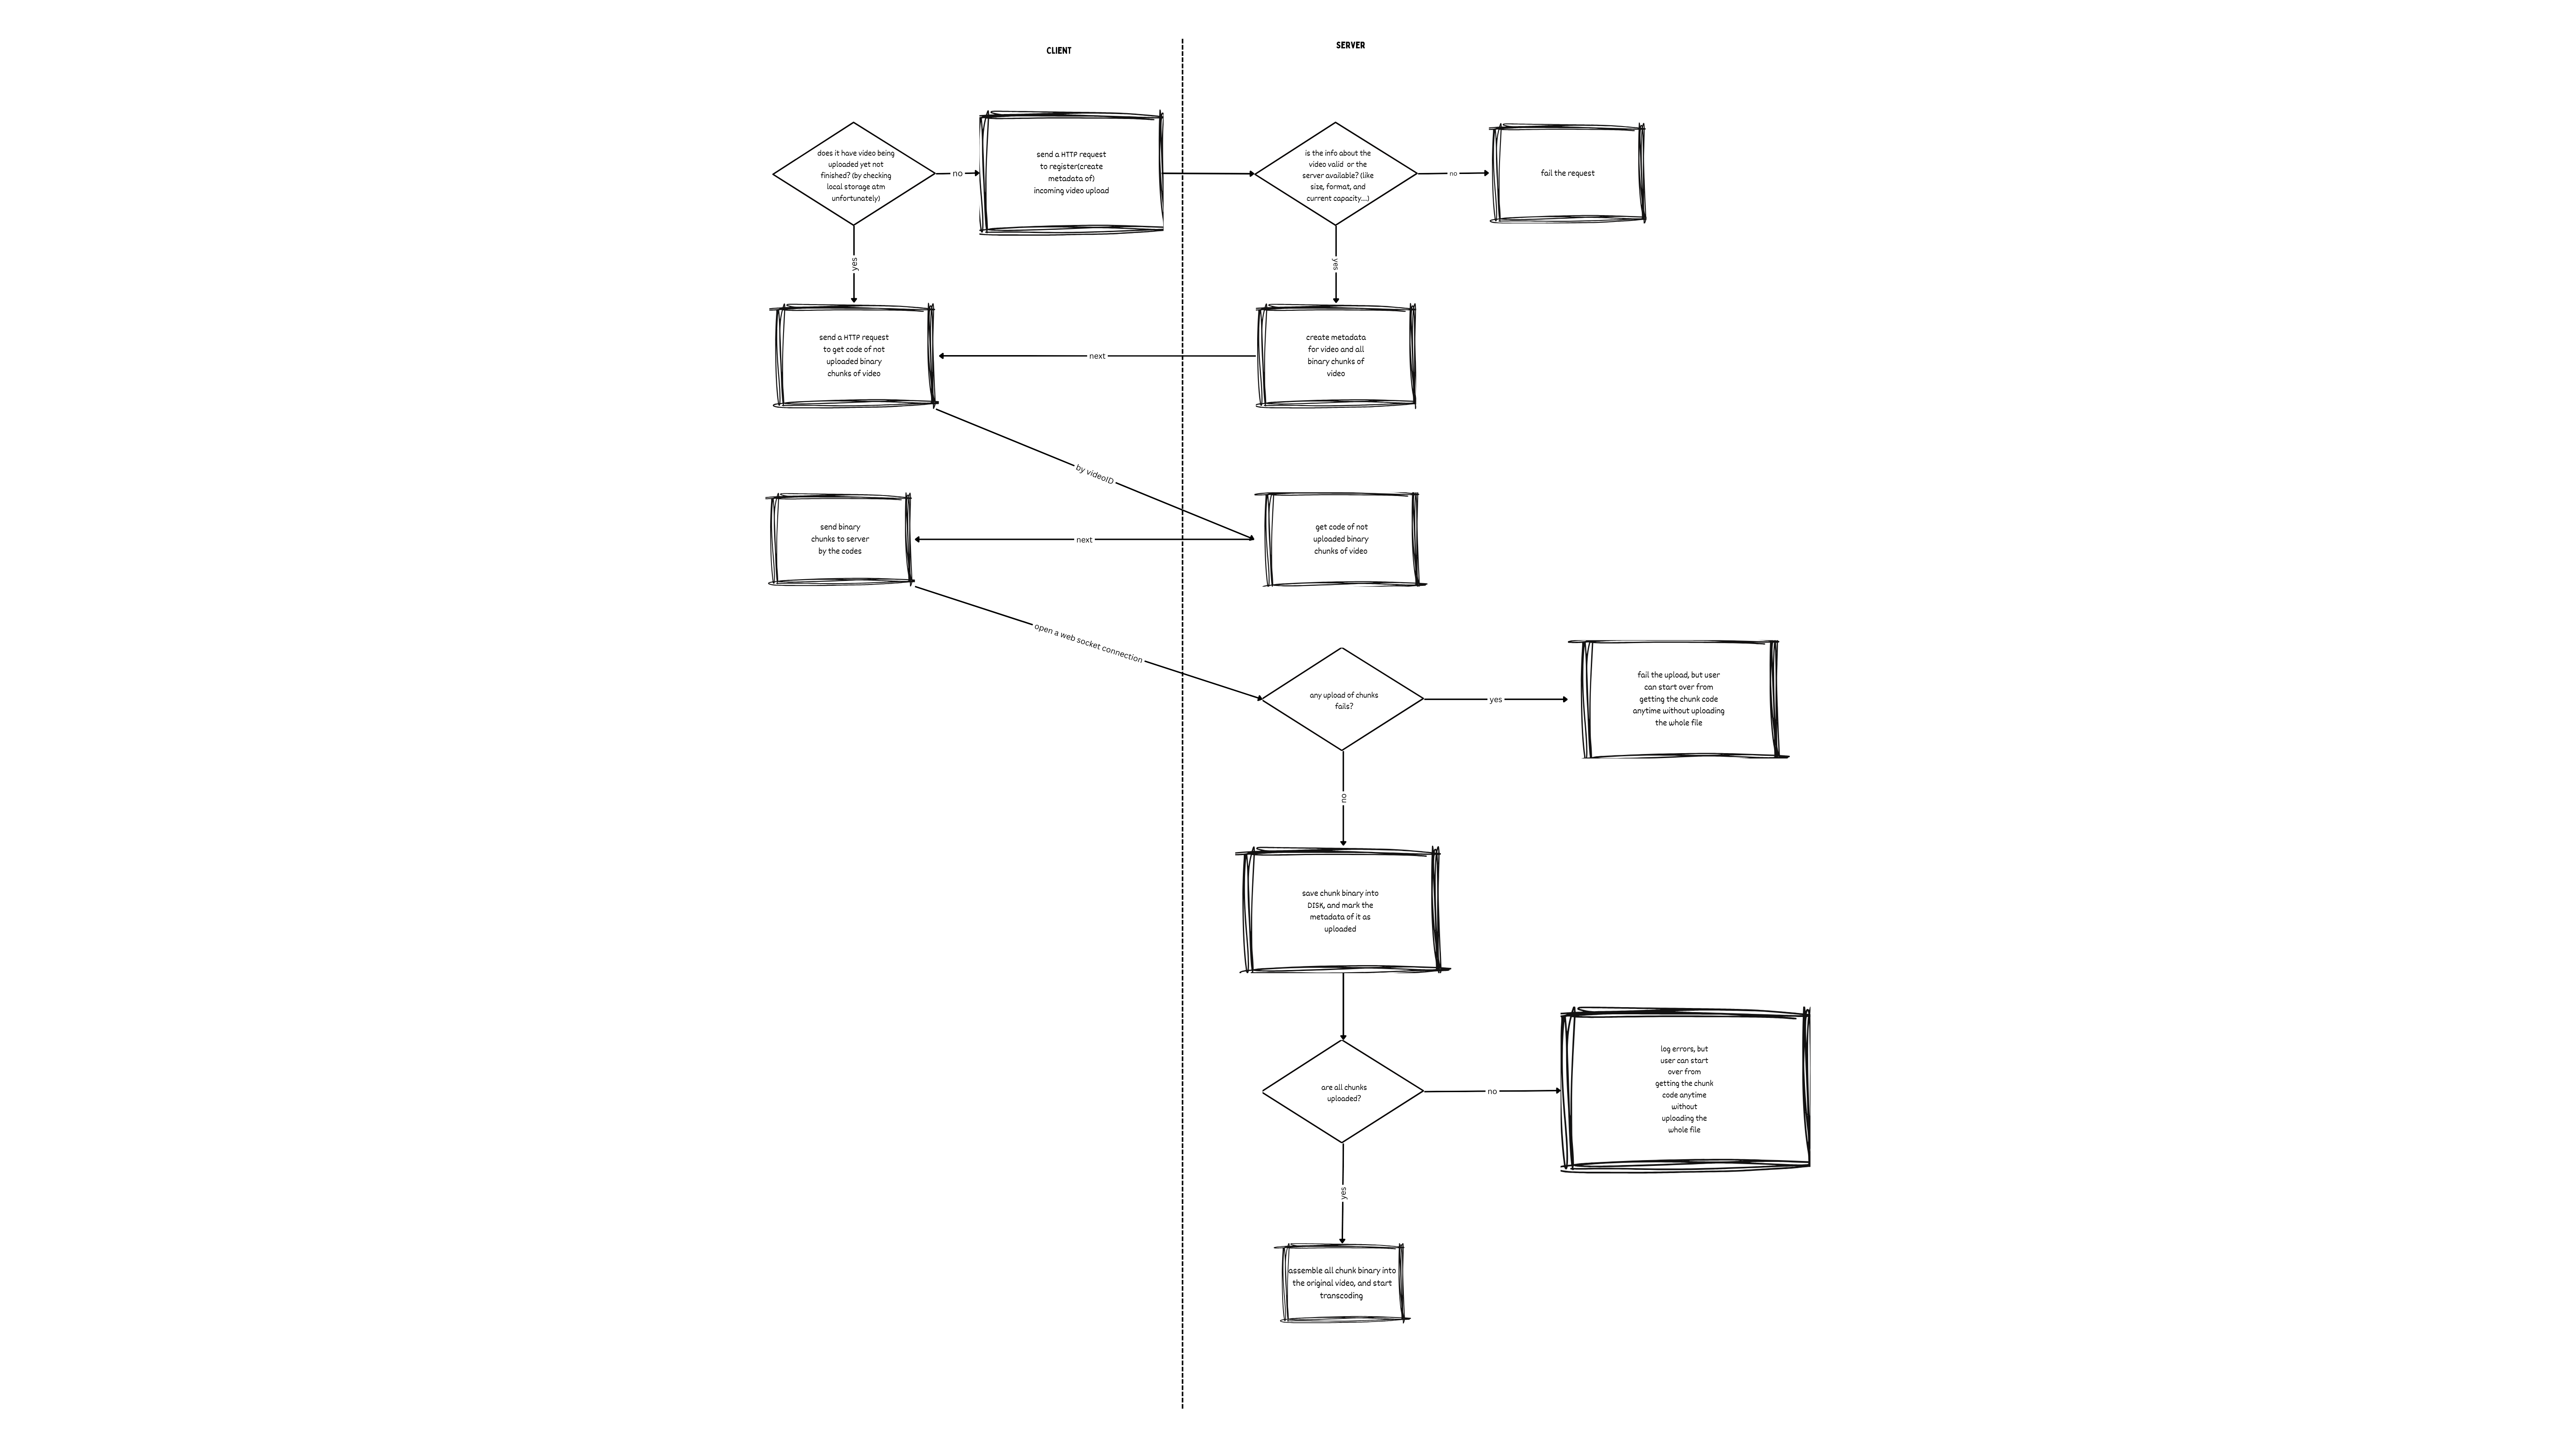 CLIENT
SERVER
does it have video being
uploaded yet not
finished? (by checking
local storage atm
unfortunately)
no
send a HTTP request
to register(create
metadata of)
incoming video upload
is the info about the
video valid or the
server available? (like
size, format, and
current capacity...)
no
fail the request
yes
yes
send a HTTP request
to get code of not
uploaded binary
chunks of video
next
create metadata
for video and all
binary chunks of
video
by videoID
send binary
chunks to server
by the codes
next
get code of not
uploaded binary
chunks of video
open a web socket connection
any upload of chunks
fails?
yes
fail the upload, but user
can start over from
getting the chunk code
anytime without uploading
the whole file
no
save chunk binary into
DISK, and mark the
metadata of it as
uploaded
are all chunks
uploaded?
no
log errors, but
user can start
over from
getting the chunk
code anytime
without
uploading the
whole file
yes
assemble all chunk binary into
the original video, and start
transcoding